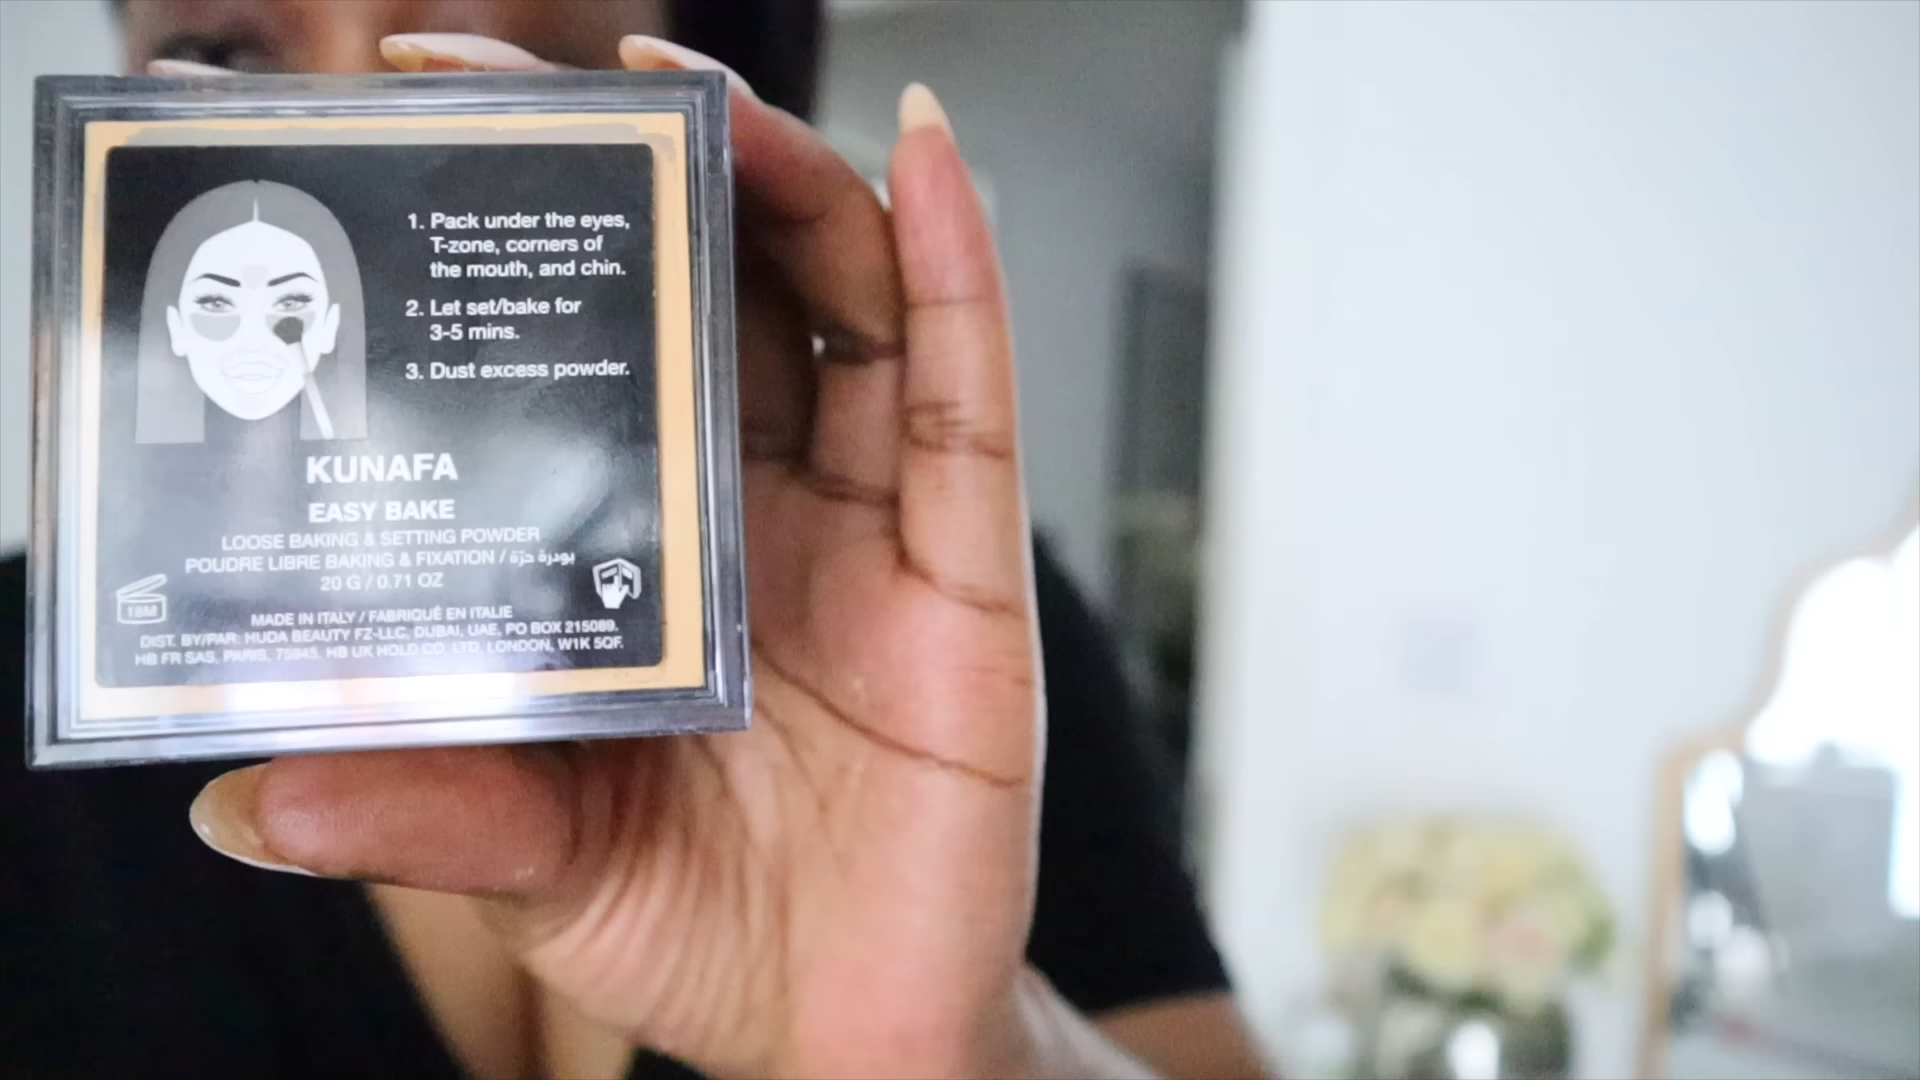 1. Pack under the eyes,
T-zone, corners of
the mouth, and chin.
2. Let set/bake for
3-5 mins.
3. Dust excess powder.
KUNAFA
EASY BAKE
LOOSE BAKING & SETTING POWDER
POUDRE LIBRE BAKING & FIXATION / بودرة حرّة
20 G / 0.71 OZ
18M
MADE IN ITALY / FABRIQUÉ EN ITALIE
DIST. BY/PAR: HUDA BEAUTY FZ-LLC, DUBAI, UAE, PO BOX 215089.
HB FR SAS, PARIS, 75945. HB UK HOLD CO. LTD, LONDON, W1K 5QF.